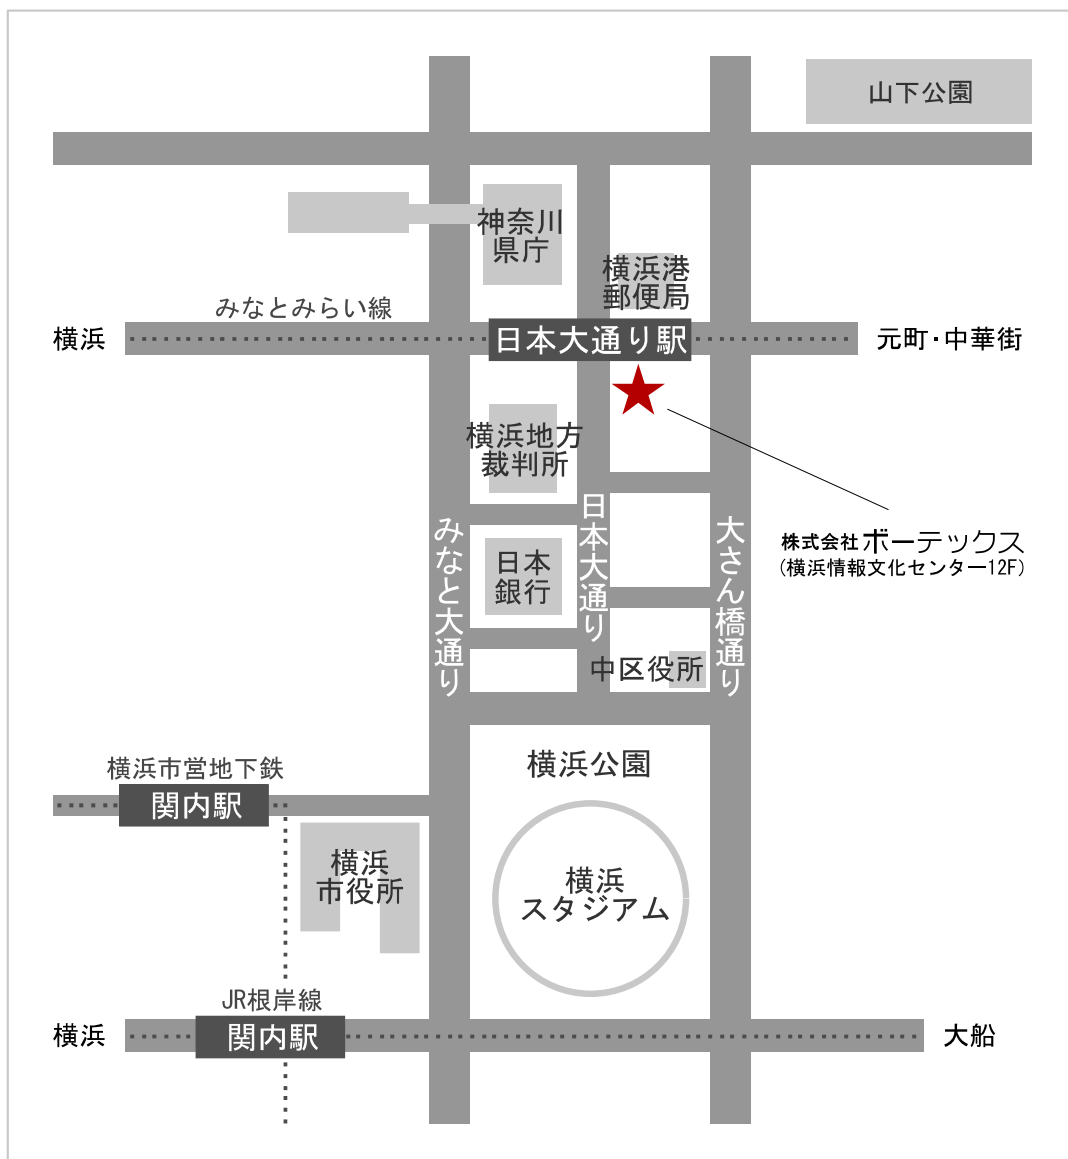 山下公園
神奈川
県庁
横浜港
郵便局
みなとみらい線
横浜
日本大通り駅
元町・中華街
横浜地方
裁判所
みなと大通り
日本大通り
大さん橋通り
株式会社ボーテックス
(横浜情報文化センター12F)
日本
銀行
中区役所
横浜公園
横浜市営地下鉄
関内駅
横浜
市役所
横浜
スタジアム
JR根岸線
横浜
関内駅
大船